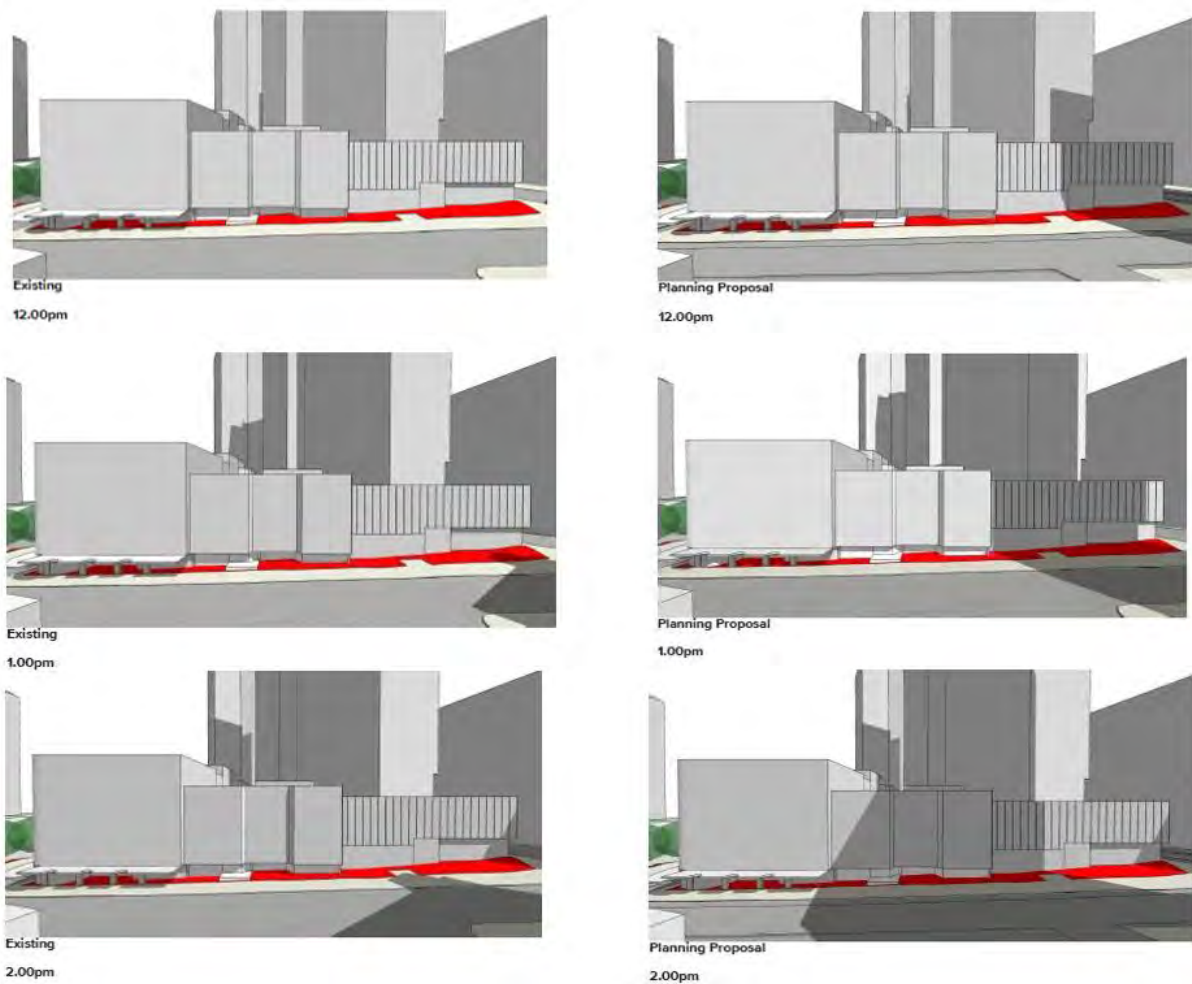 Existing
12.00pm
Planning Proposal
12.00pm
Existing
1.00pm
Planning Proposal
1.00pm
Existing
2.00pm
Planning Proposal
2.00pm